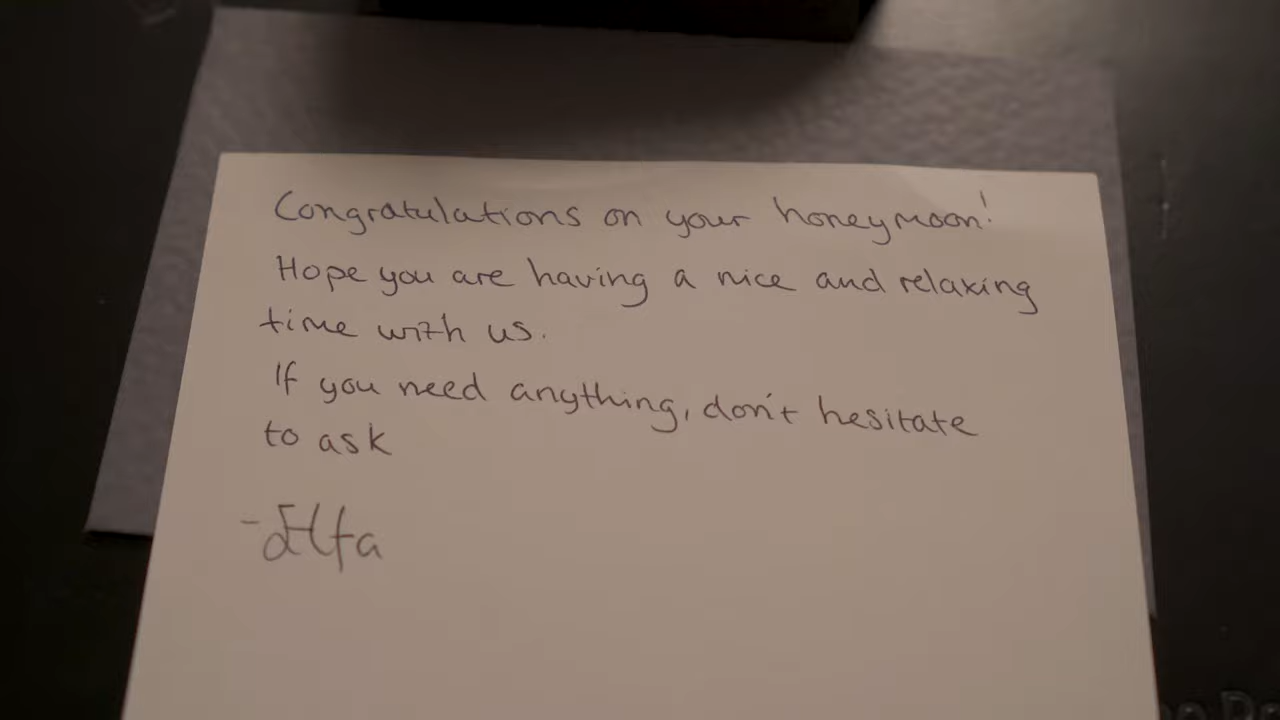 Congratulations on your honeymoon!
Hope you are having a nice and relaxing
time with us.
If you need anything, don't hesitate
to ask
-Elfa